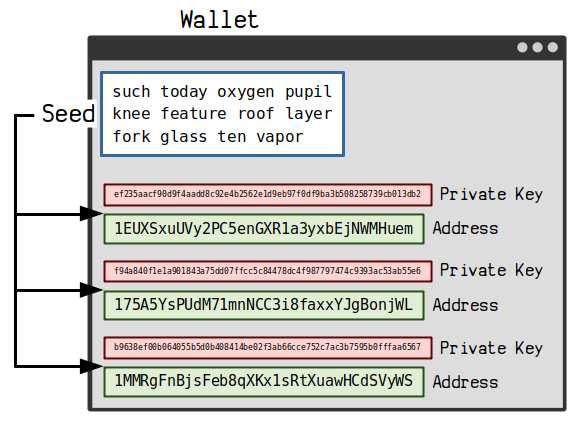 Wallet
Seed
such today oxygen pupil
knee feature roof layer
fork glass ten vapor
ef235aacf90d9f4aadd8c92e4b2562e1d9eb97f0df9ba3b508258739cb013db2 Private Key
1EUXSxuUVy2PC5enGXR1a3yxbEjNWMHuem Address
f94a840f1e1a901843a75dd07ffcc5c84478dc4f987797474c9393ac53ab55e6 Private Key
175A5YsPUdM71mnNCC3i8faxxYJgBonjWL Address
b9638ef00b064055b5d0b408414be02f3ab66cce752c7ac3b7595b0fffaa6567 Private Key
1MMRgFnBjsFeb8qXKx1sRtXuawHCdSVyWS Address